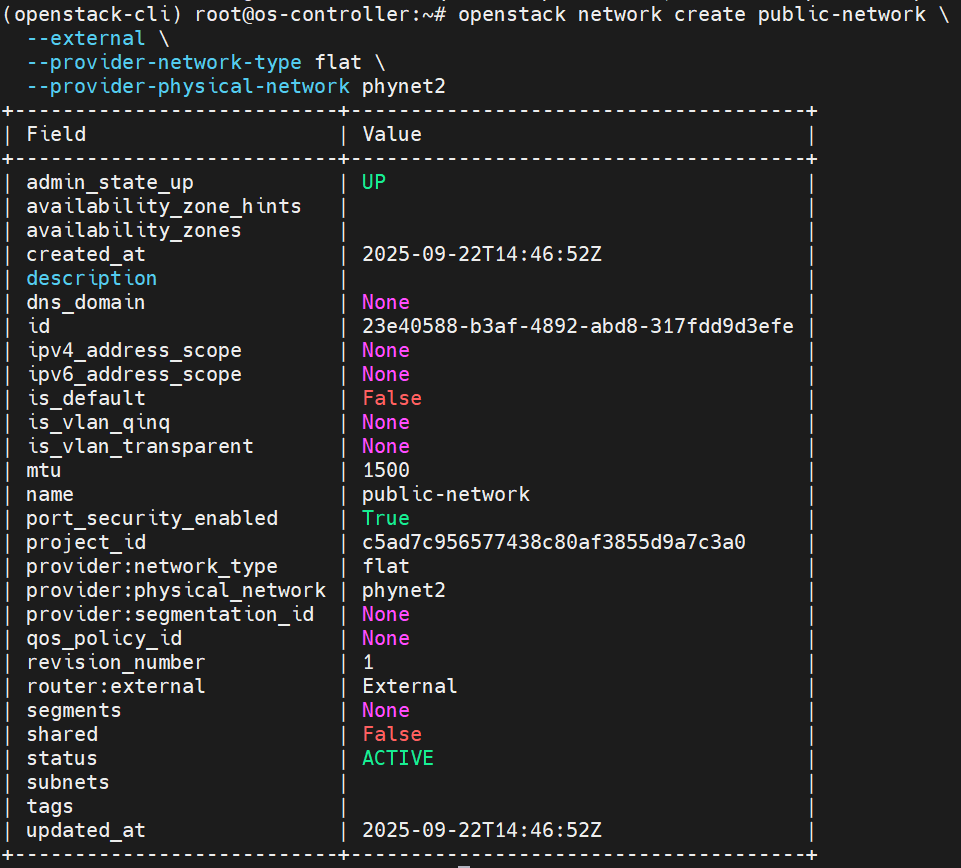 (openstack-cli) root@os-controller:~# openstack network create public-network \
  --external \
  --provider-network-type flat \
  --provider-physical-network phynet2
+---------------------------+--------------------------------------+
| Field                     | Value                                |
+---------------------------+--------------------------------------+
| admin_state_up            | UP                                   |
| availability_zone_hints   |                                      |
| availability_zones        |                                      |
| created_at                | 2025-09-22T14:46:52Z                 |
| description               |                                      |
| dns_domain                | None                                 |
| id                        | 23e40588-b3af-4892-abd8-317fdd9d3efe |
| ipv4_address_scope        | None                                 |
| ipv6_address_scope        | None                                 |
| is_default                | False                                |
| is_vlan_qinq              | None                                 |
| is_vlan_transparent       | None                                 |
| mtu                       | 1500                                 |
| name                      | public-network                       |
| port_security_enabled     | True                                 |
| project_id                | c5ad7c956577438c80af3855d9a7c3a0     |
| provider:network_type     | flat                                 |
| provider:physical_network | phynet2                              |
| provider:segmentation_id  | None                                 |
| qos_policy_id             | None                                 |
| revision_number           | 1                                    |
| router:external           | External                             |
| segments                  | None                                 |
| shared                    | False                                |
| status                    | ACTIVE                               |
| subnets                   |                                      |
| tags                      |                                      |
| updated_at                | 2025-09-22T14:46:52Z                 |
+---------------------------+--------------------------------------+